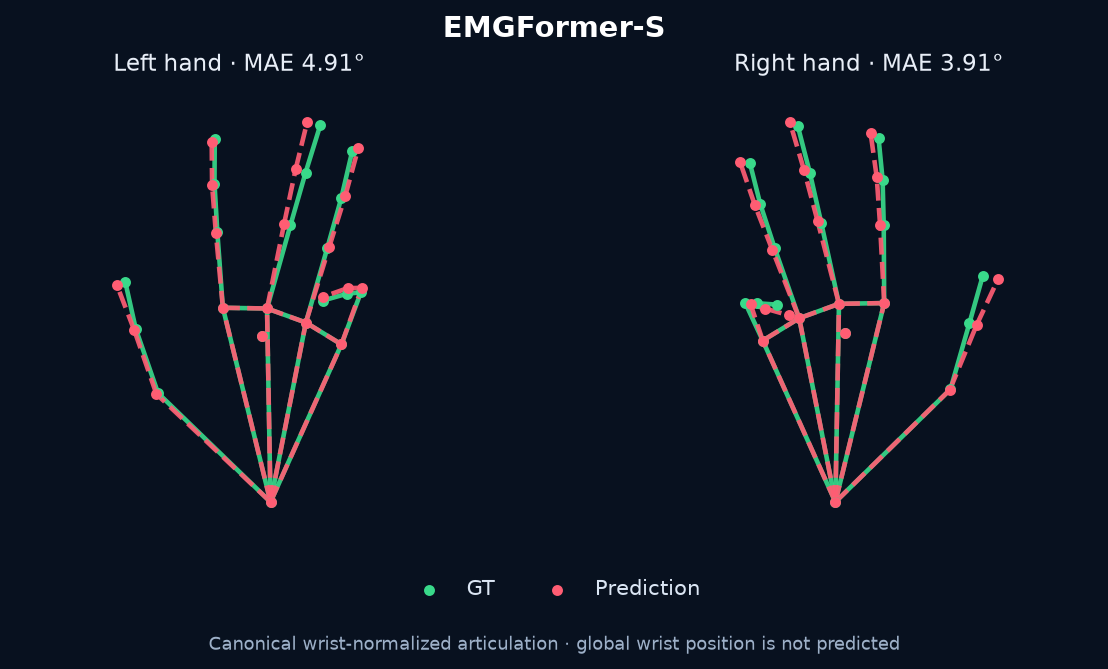 EMGFormer-S
Left hand · MAE 4.91°
Right hand · MAE 3.91°
GT
Prediction
Canonical wrist-normalized articulation · global wrist position is not predicted